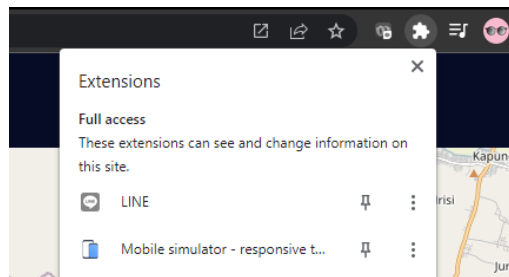 Extensions
Full access
These extensions can see and change information on
this site.
LINE
Mobile simulator - responsive t...
Kapun
irisi
Jur